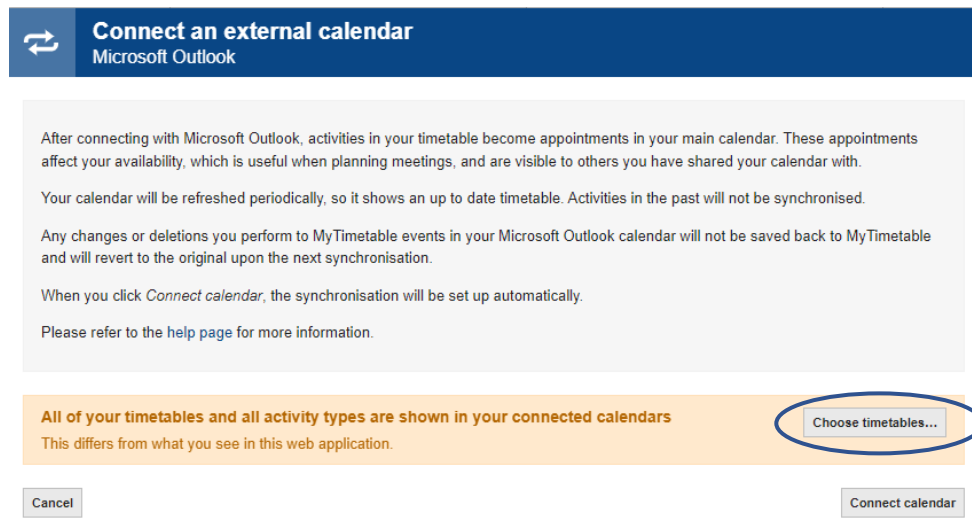 Connect an external calendar
Microsoft Outlook
After connecting with Microsoft Outlook, activities in your timetable become appointments in your main calendar. These appointments
affect your availability, which is useful when planning meetings, and are visible to others you have shared your calendar with.
Your calendar will be refreshed periodically, so it shows an up to date timetable. Activities in the past will not be synchronised.
Any changes or deletions you perform to MyTimetable events in your Microsoft Outlook calendar will not be saved back to MyTimetable
and will revert to the original upon the next synchronisation.
When you click Connect calendar, the synchronisation will be set up automatically.
Please refer to the help page for more information.
All of your timetables and all activity types are shown in your connected calendars
This differs from what you see in this web application.
Choose timetables...
Cancel
Connect calendar